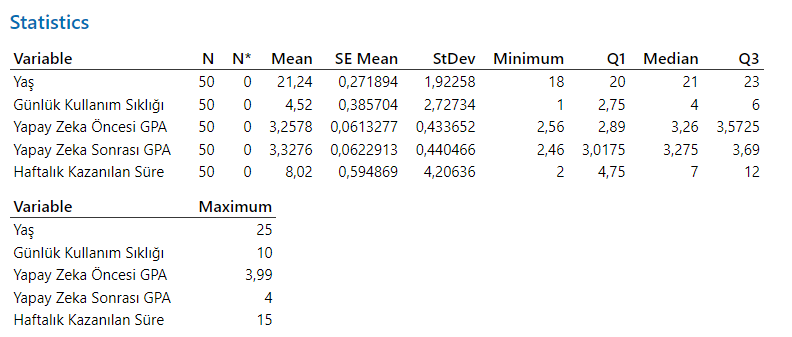 Statistics
Variable N N* Mean SE Mean StDev Minimum Q1 Median Q3
Yaş 50 0 21,24 0,271894 1,92258 18 20 21 23
Günlük Kullanım Sıklığı 50 0 4,52 0,385704 2,72734 1 2,75 4 6
Yapay Zeka Öncesi GPA 50 0 3,2578 0,0613277 0,433652 2,56 2,89 3,26 3,5725
Yapay Zeka Sonrası GPA 50 0 3,3276 0,0622913 0,440466 2,46 3,0175 3,275 3,69
Haftalık Kazanılan Süre 50 0 8,02 0,594869 4,20636 2 4,75 7 12
Variable Maximum
Yaş 25
Günlük Kullanım Sıklığı 10
Yapay Zeka Öncesi GPA 3,99
Yapay Zeka Sonrası GPA 4
Haftalık Kazanılan Süre 15